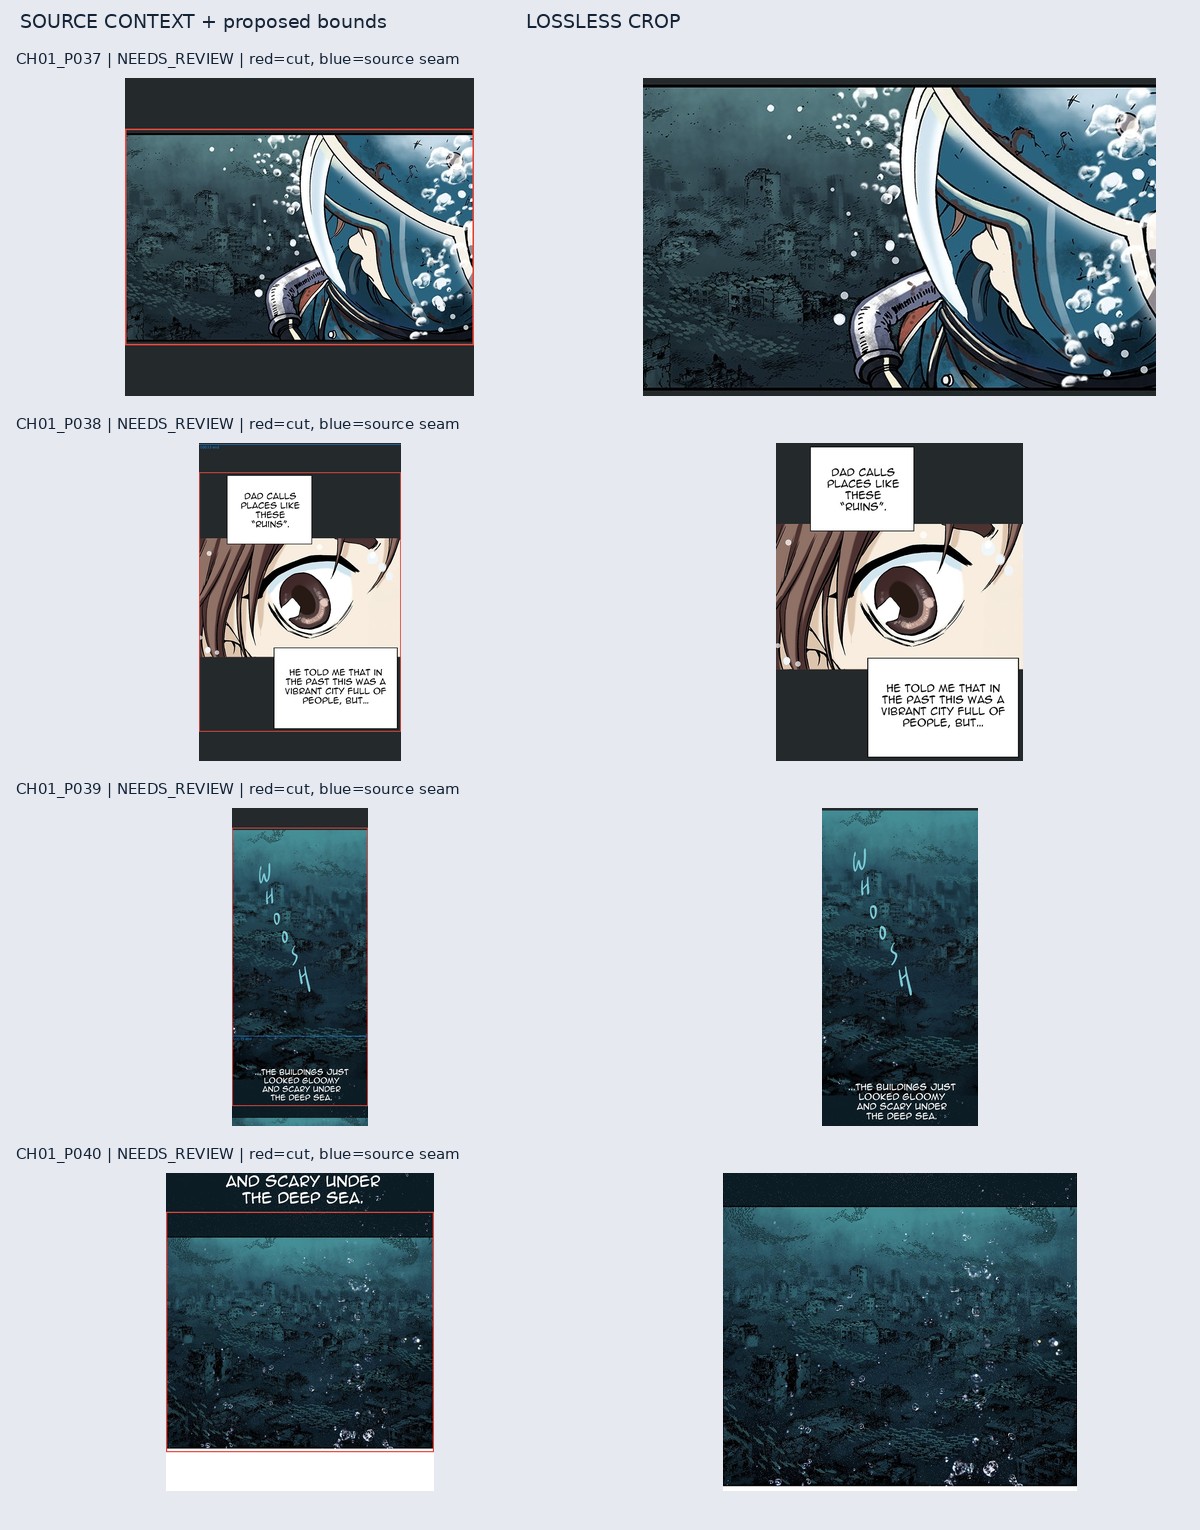 SOURCE CONTEXT + proposed bounds
LOSSLESS CROP
CH01_P037 | NEEDS_REVIEW | red=cut, blue=source seam
CH01_P038 | NEEDS_REVIEW | red=cut, blue=source seam
DAD CALLS
PLACES LIKE
THESE
“RUINS”.
HE TOLD ME THAT IN
THE PAST THIS WAS A
VIBRANT CITY FULL OF
PEOPLE, BUT...
DAD CALLS
PLACES LIKE
THESE
“RUINS”.
HE TOLD ME THAT IN
THE PAST THIS WAS A
VIBRANT CITY FULL OF
PEOPLE, BUT...
CH01_P039 | NEEDS_REVIEW | red=cut, blue=source seam
WHOOSH
...THE BUILDINGS JUST
LOOKED GLOOMY
AND SCARY UNDER
THE DEEP SEA.
WHOOSH
...THE BUILDINGS JUST
LOOKED GLOOMY
AND SCARY UNDER
THE DEEP SEA.
CH01_P040 | NEEDS_REVIEW | red=cut, blue=source seam
AND SCARY UNDER
THE DEEP SEA.